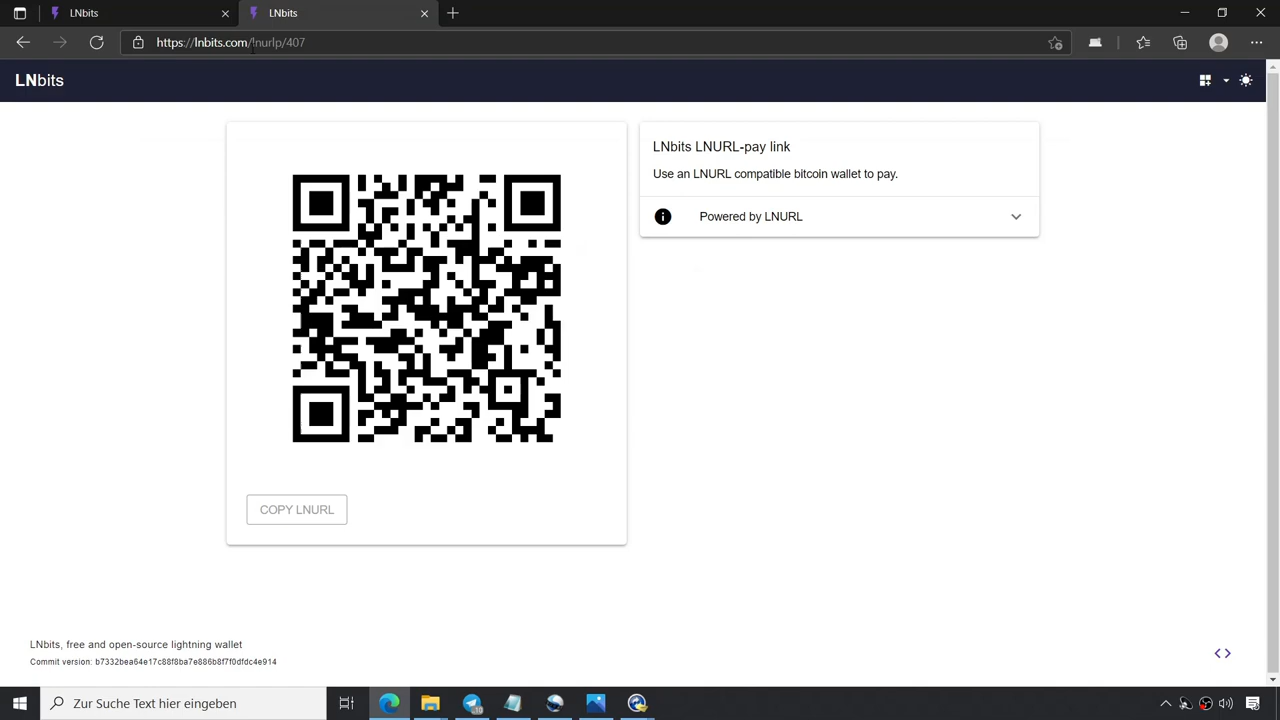 LNbits
LNbits
https://lnbits.com/lnurlp/407
LNbits
LNbits LNURL-pay link
Use an LNURL compatible bitcoin wallet to pay.
Powered by LNURL
COPY LNURL
LNbits, free and open-source lightning wallet
Commit version: b7332bea64e17c88f8ba7e886b8f7f0dfdc4e914
Zur Suche Text hier eingeben